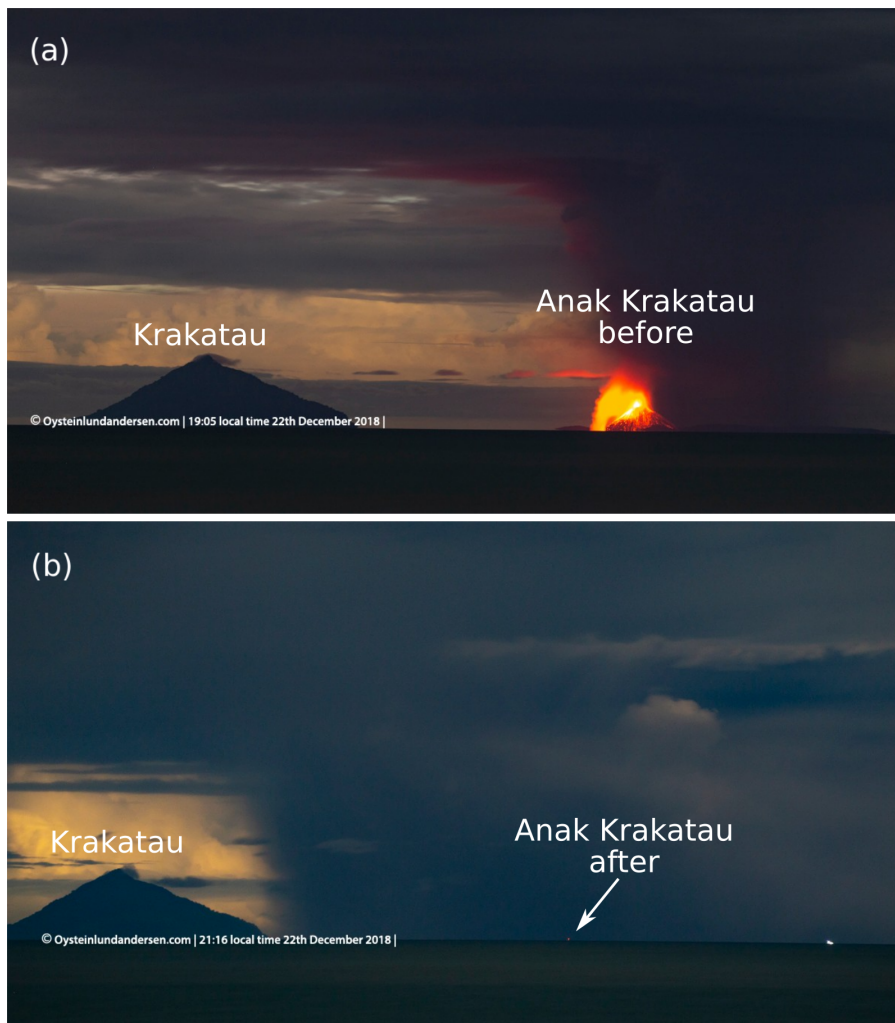 (a)
Anak Krakatau
before
Krakatau
© Oysteinlundandersen.com | 19:05 local time 22th December 2018 |
(b)
Krakatau
Anak Krakatau
after
© Oysteinlundandersen.com | 21:16 local time 22th December 2018 |